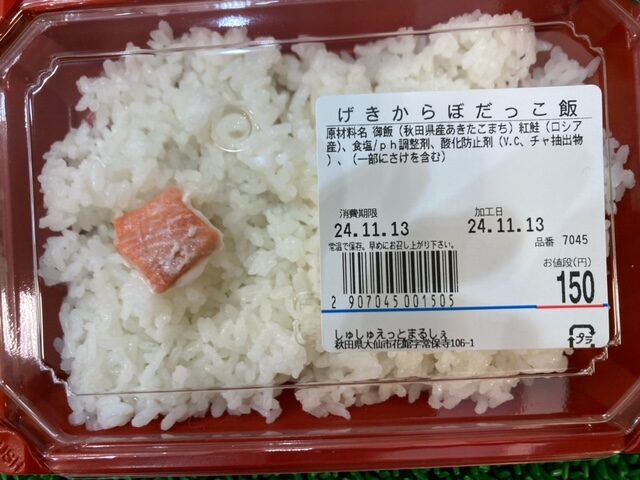 げきからぼだっこ飯
原材料名 御飯（秋田県産あきたこまち）紅鮭（ロシア
産）、食塩/ｐｈ調整剤、酸化防止剤（V.C、チャ抽出物
）、（一部にさけを含む）
消費期限 加工日
24.11.13 24.11.13
常温で保存。早めにお召し上がり下さい。 品番 7045
お値段(円)
150
2 907045 001505
しゅしゅえっとまるしぇ
秋田県大仙市花館字常保寺106-1
プラ